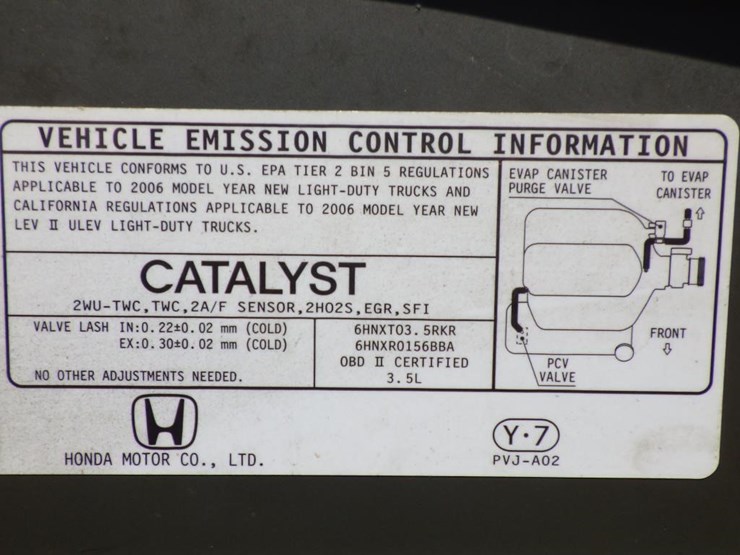 VEHICLE EMISSION CONTROL INFORMATION
THIS VEHICLE CONFORMS TO U.S. EPA TIER 2 BIN 5 REGULATIONS
APPLICABLE TO 2006 MODEL YEAR NEW LIGHT-DUTY TRUCKS AND
CALIFORNIA REGULATIONS APPLICABLE TO 2006 MODEL YEAR NEW
LEV II ULEV LIGHT-DUTY TRUCKS.
CATALYST
2WU-TWC,TWC,2A/F SENSOR,2HO2S,EGR,SFI
VALVE LASH IN:0.22±0.02 mm (COLD)
EX:0.30±0.02 mm (COLD)
NO OTHER ADJUSTMENTS NEEDED.
6HNXT03.5RKR
6HNXR0156BBA
OBD II CERTIFIED
3.5L
EVAP CANISTER
PURGE VALVE
TO EVAP
CANISTER
FRONT
PCV
VALVE
HONDA MOTOR CO., LTD.
Y·7
PVJ-A02